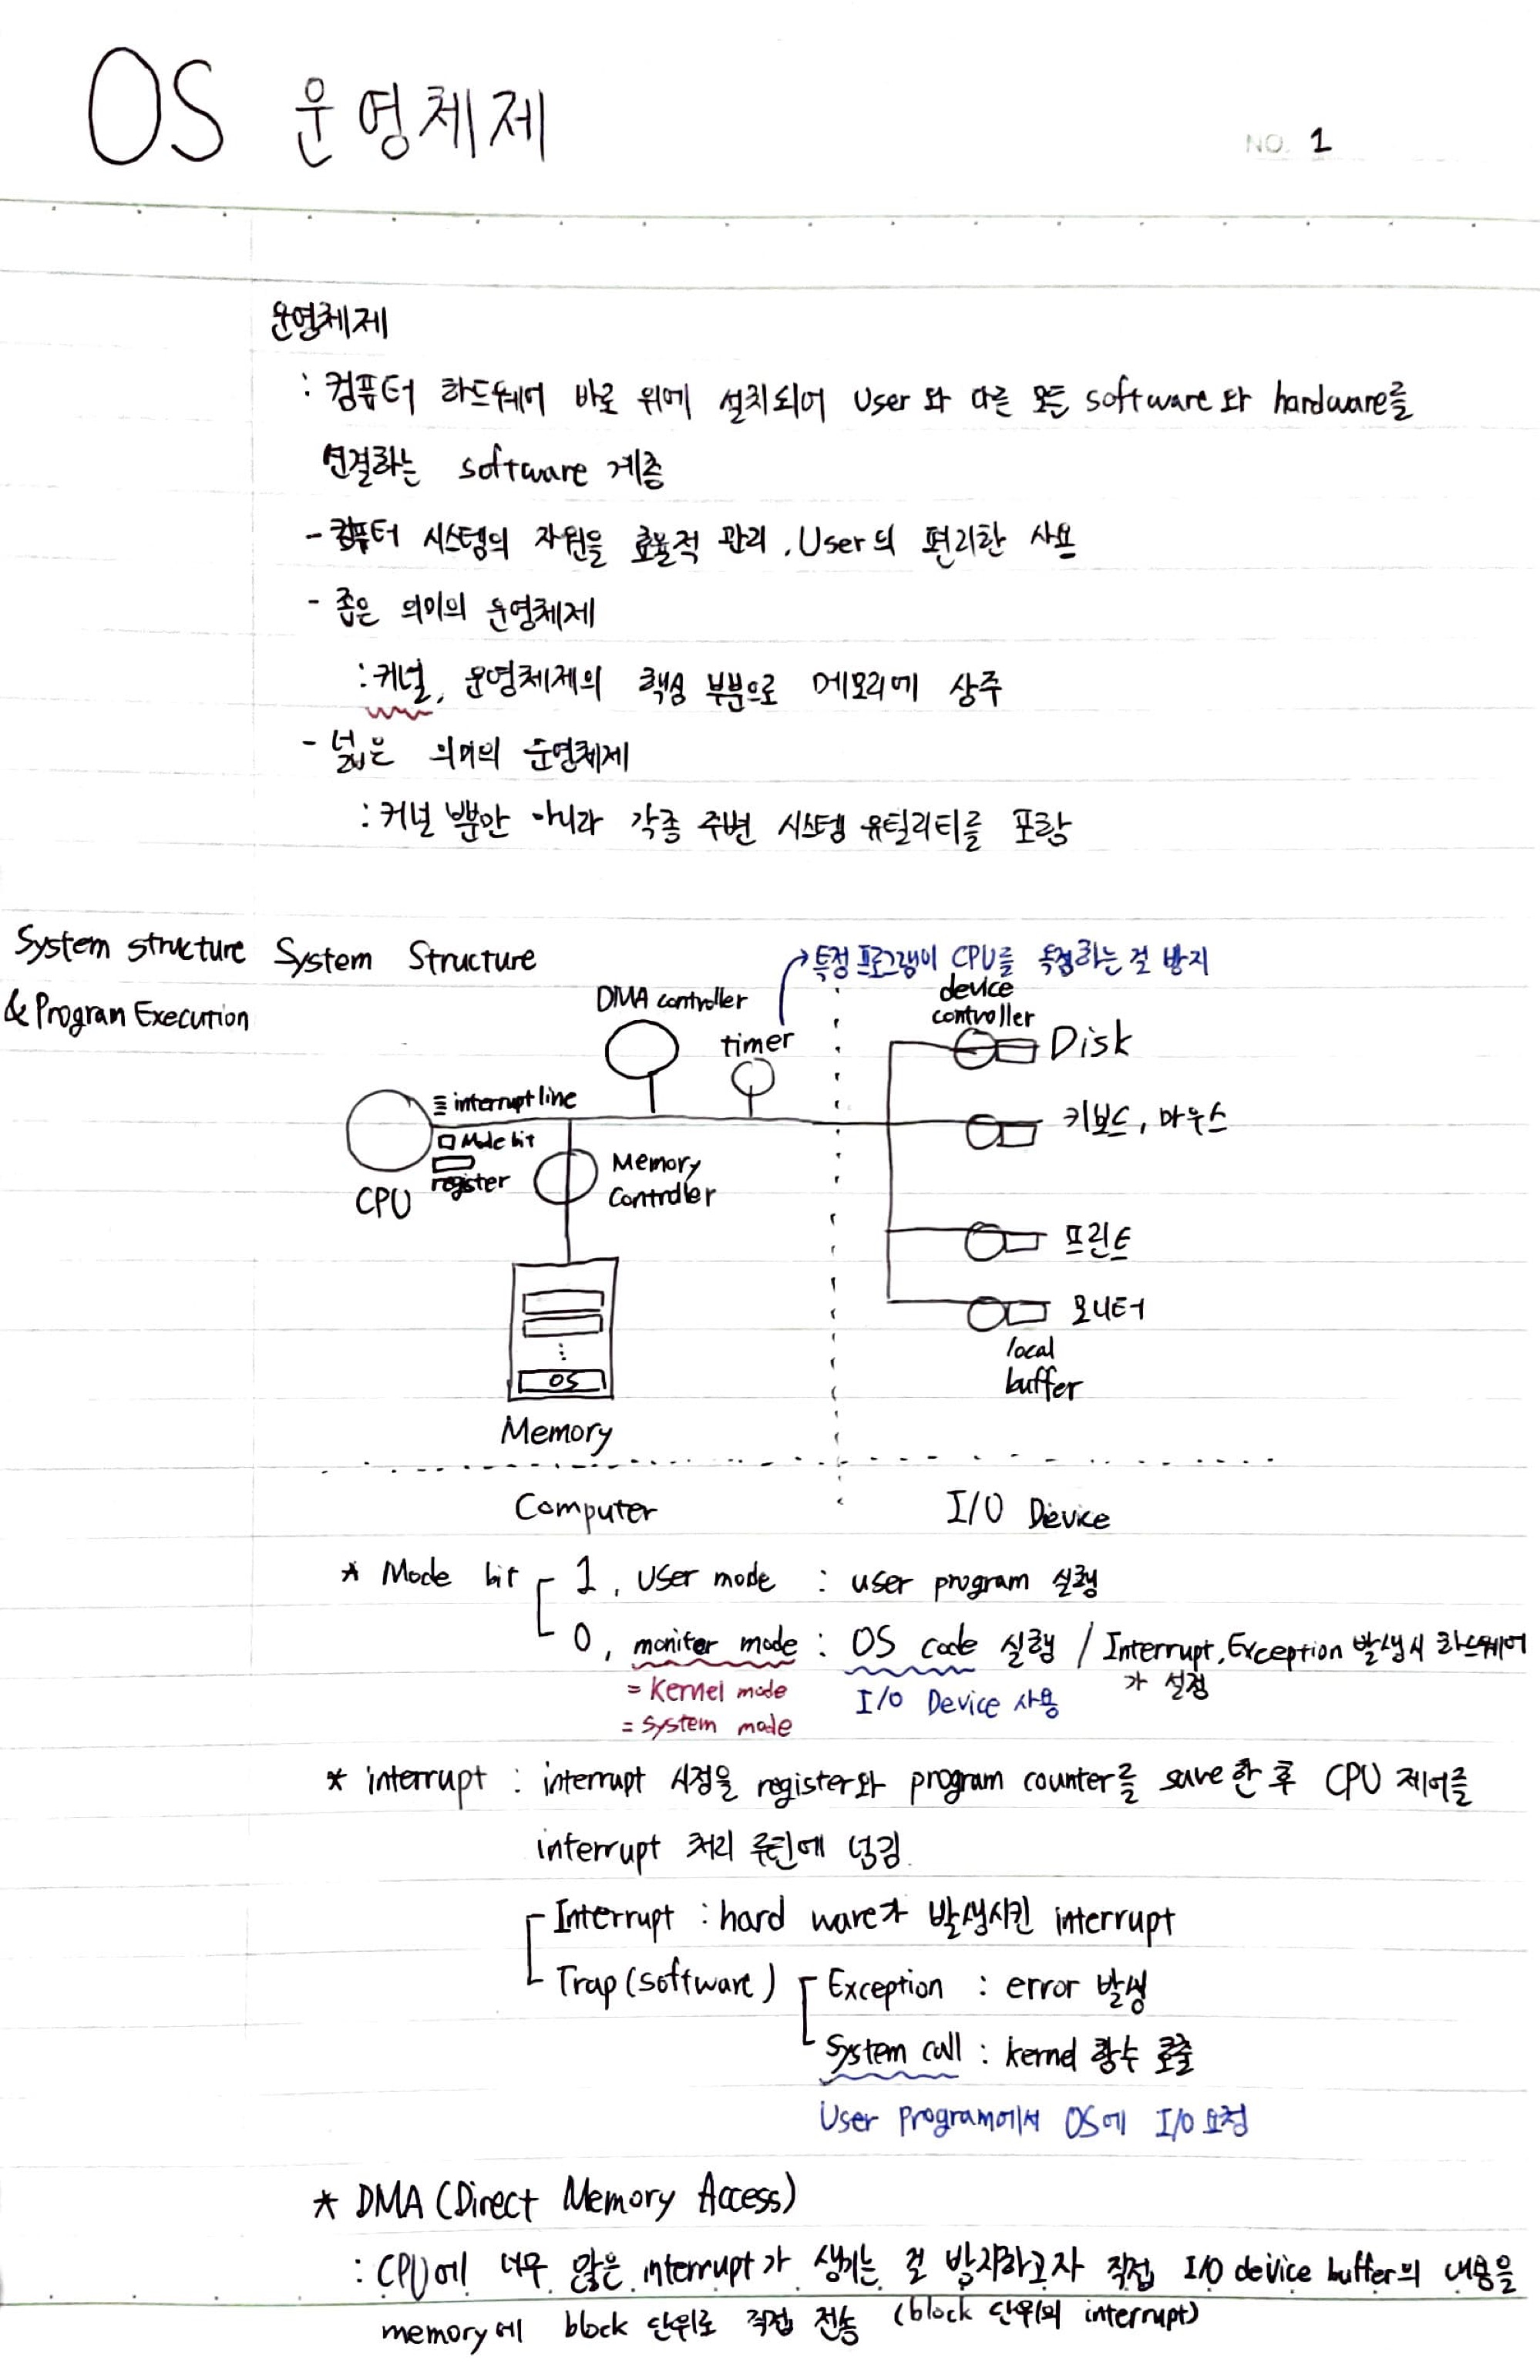 OS 운영체제
NO. 1
운영체제
: 컴퓨터 하드웨어 바로 위에 설치되어 User와 다른 모든 software와 hardware를
연결하는 software 계층
- 컴퓨터 시스템의 자원을 효율적 관리, User의 편리한 사용
- 좁은 의미의 운영체제
: 커널, 운영체제의 핵심 부분으로 메모리에 상주
- 넓은 의미의 운영체제
: 커널 뿐만 아니라 각종 주변 시스템 유틸리티를 포함
System structure
& Program Execution
System Structure
특정 프로그램이 CPU를 독점하는 걸 방지
DMA controller
timer
device
controller
Disk
interrupt line
Mode bit
register
CPU
Memory
Controller
키보드, 마우스
프린트
모니터
local
buffer
OS
Memory
Computer
I/O Device
* Mode bit 1, User mode : user program 실행
0, moniter mode : OS code 실행 / Interrupt, Exception 발생시 하드웨어
가 설정
= Kernel mode
I/O Device 사용
= System mode
* interrupt : interrupt 시점을 register와 program counter를 save한 후 CPU 제어를
interrupt 처리 루틴에 넘김.
Interrupt : hard ware가 발생시킨 interrupt
Trap (software) Exception : error 발생
System call : kernel 함수 호출
User Program에서 OS에 I/O 요청
* DMA (Direct Memory Access)
: CPU에 너무 많은 interrupt가 생기는 걸 방지하고자 직접 I/O device buffer의 내용을
memory에 block 단위로 직접 전송 (block 단위의 interrupt)